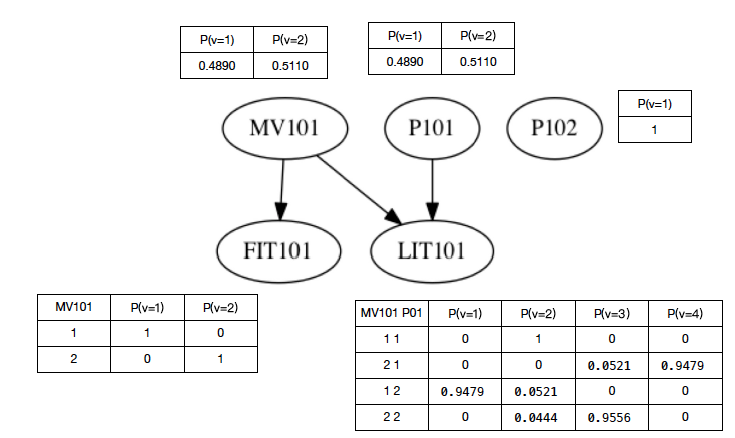 P(v=1) P(v=2)
0.4890 0.5110
P(v=1) P(v=2)
0.4890 0.5110
P(v=1)
1
MV101
P101
P102
FIT101
LIT101
MV101 P(v=1) P(v=2)
1 1 0
2 0 1
MV101 P01 P(v=1) P(v=2) P(v=3) P(v=4)
1 1 0 1 0 0
2 1 0 0 0.0521 0.9479
1 2 0.9479 0.0521 0 0
2 2 0 0.0444 0.9556 0